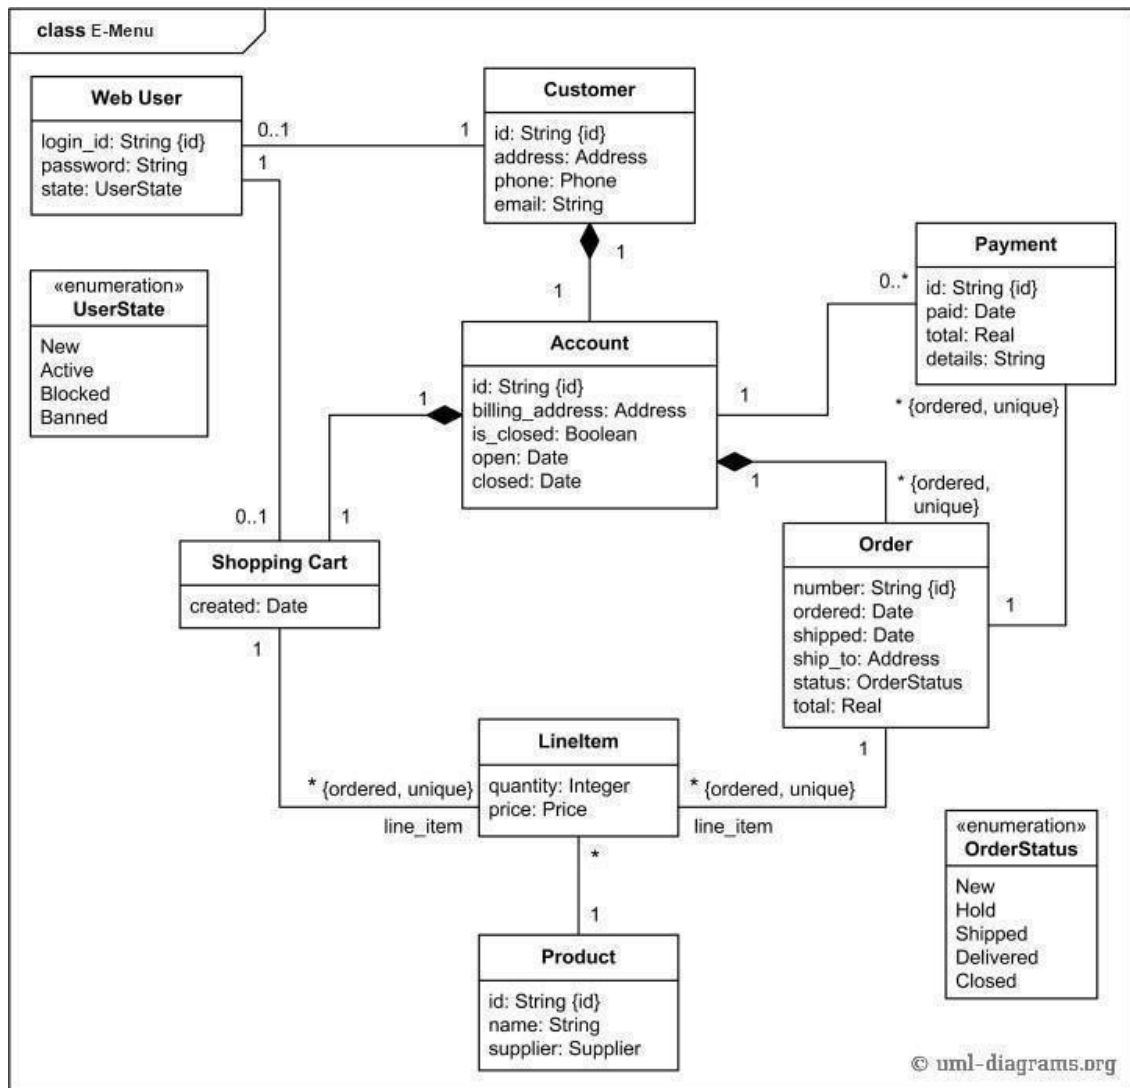 class E-Menu
Web User
login_id: String {id}
password: String
state: UserState
0..1
1
1
Customer
id: String {id}
address: Address
phone: Phone
email: String
1
1
«enumeration»
UserState
New
Active
Blocked
Banned
Account
id: String {id}
billing_address: Address
is_closed: Boolean
open: Date
closed: Date
1
1
0..*
Payment
id: String {id}
paid: Date
total: Real
details: String
* {ordered, unique}
1
* {ordered,
unique}
0..1
1
Shopping Cart
created: Date
1
Order
number: String {id}
ordered: Date
shipped: Date
ship_to: Address
status: OrderStatus
total: Real
1
1
* {ordered, unique}
line_item
LineItem
quantity: Integer
price: Price
* {ordered, unique}
line_item
*
1
Product
id: String {id}
name: String
supplier: Supplier
«enumeration»
OrderStatus
New
Hold
Shipped
Delivered
Closed
© uml-diagrams.org